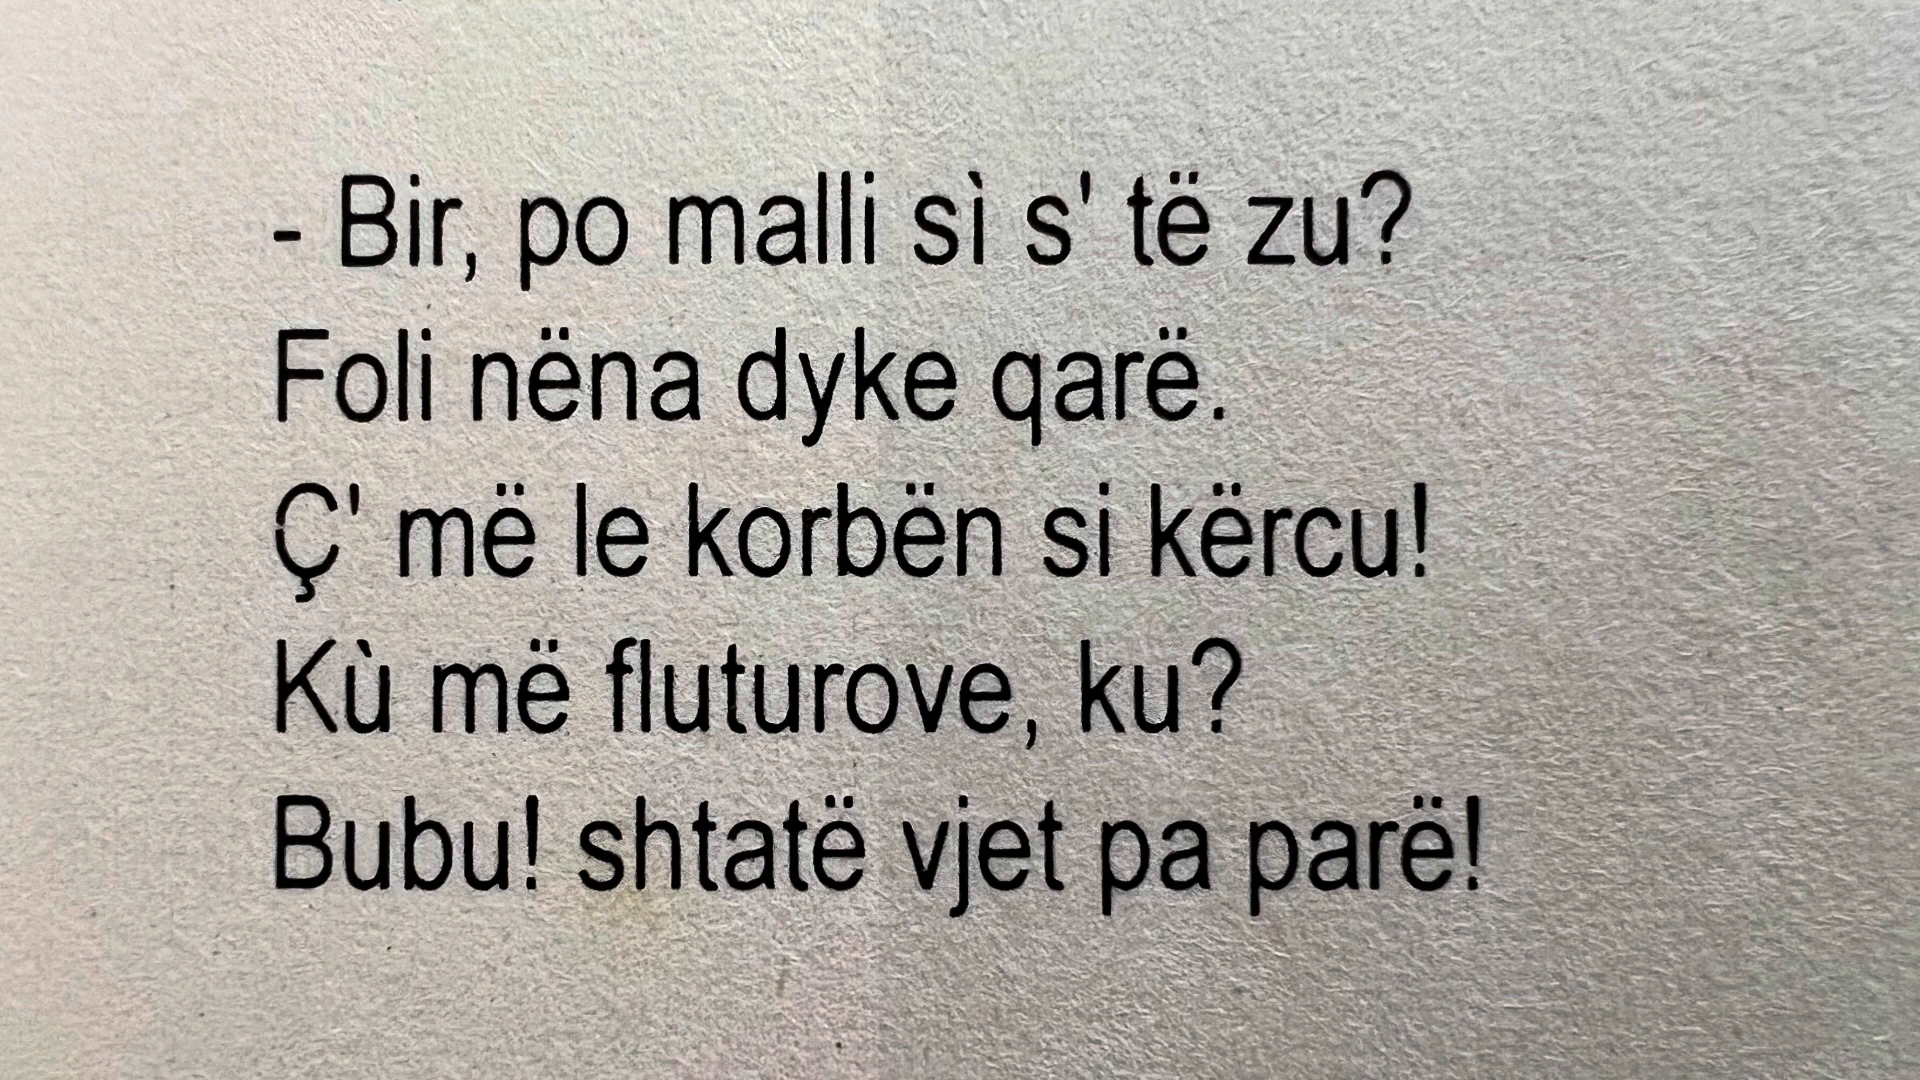 - Bir, po malli sì s' të zu?
Foli nëna dyke qarë.
Ç' më le korbën si kërcu!
Kù më fluturove, ku?
Bubu! shtatë vjet pa parë!